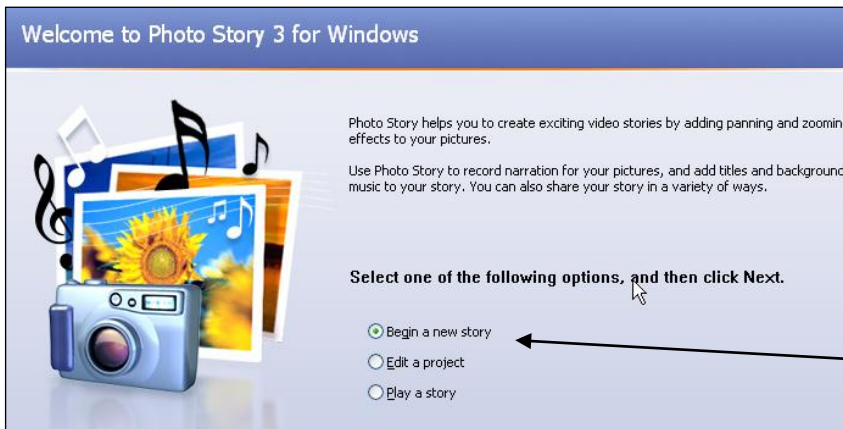 Welcome to Photo Story 3 for Windows
Photo Story helps you to create exciting video stories by adding panning and zoomin
effects to your pictures.
Use Photo Story to record narration for your pictures, and add titles and background
music to your story. You can also share your story in a variety of ways.
Select one of the following options, and then click Next.
Begin a new story
Edit a project
Play a story